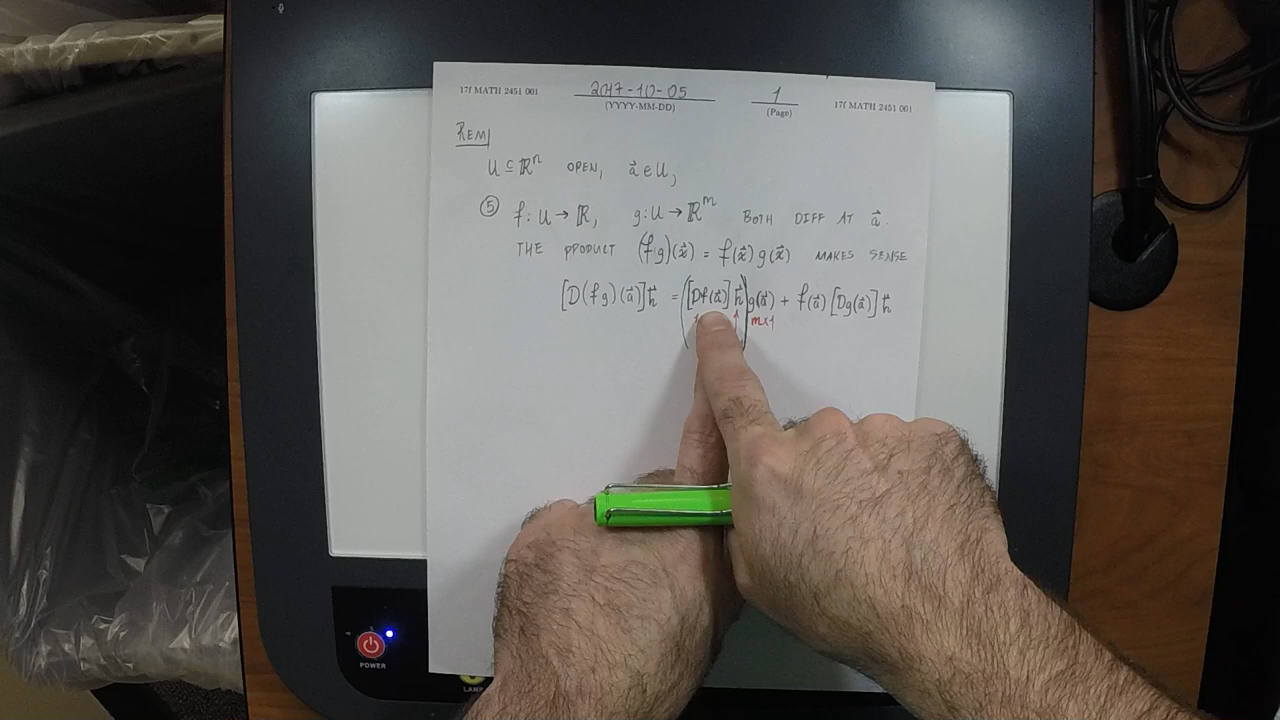 17f MATH 2451 001 2017-10-05 1 17f MATH 2451 001
(YYYY-MM-DD) (Page)
REM|
U ⊆ ℝⁿ OPEN, a⃗ ∈ U,
⑤ f: U → ℝ, g: U → ℝᵐ BOTH DIFF AT a⃗.
THE PRODUCT (fg)(x⃗) = f(x⃗) g(x⃗) MAKES SENSE
[D(fg)(a⃗)]h⃗ = ([Df(a⃗)]h⃗)g(a⃗) + f(a⃗)[Dg(a⃗)]h⃗
m×1
POWER